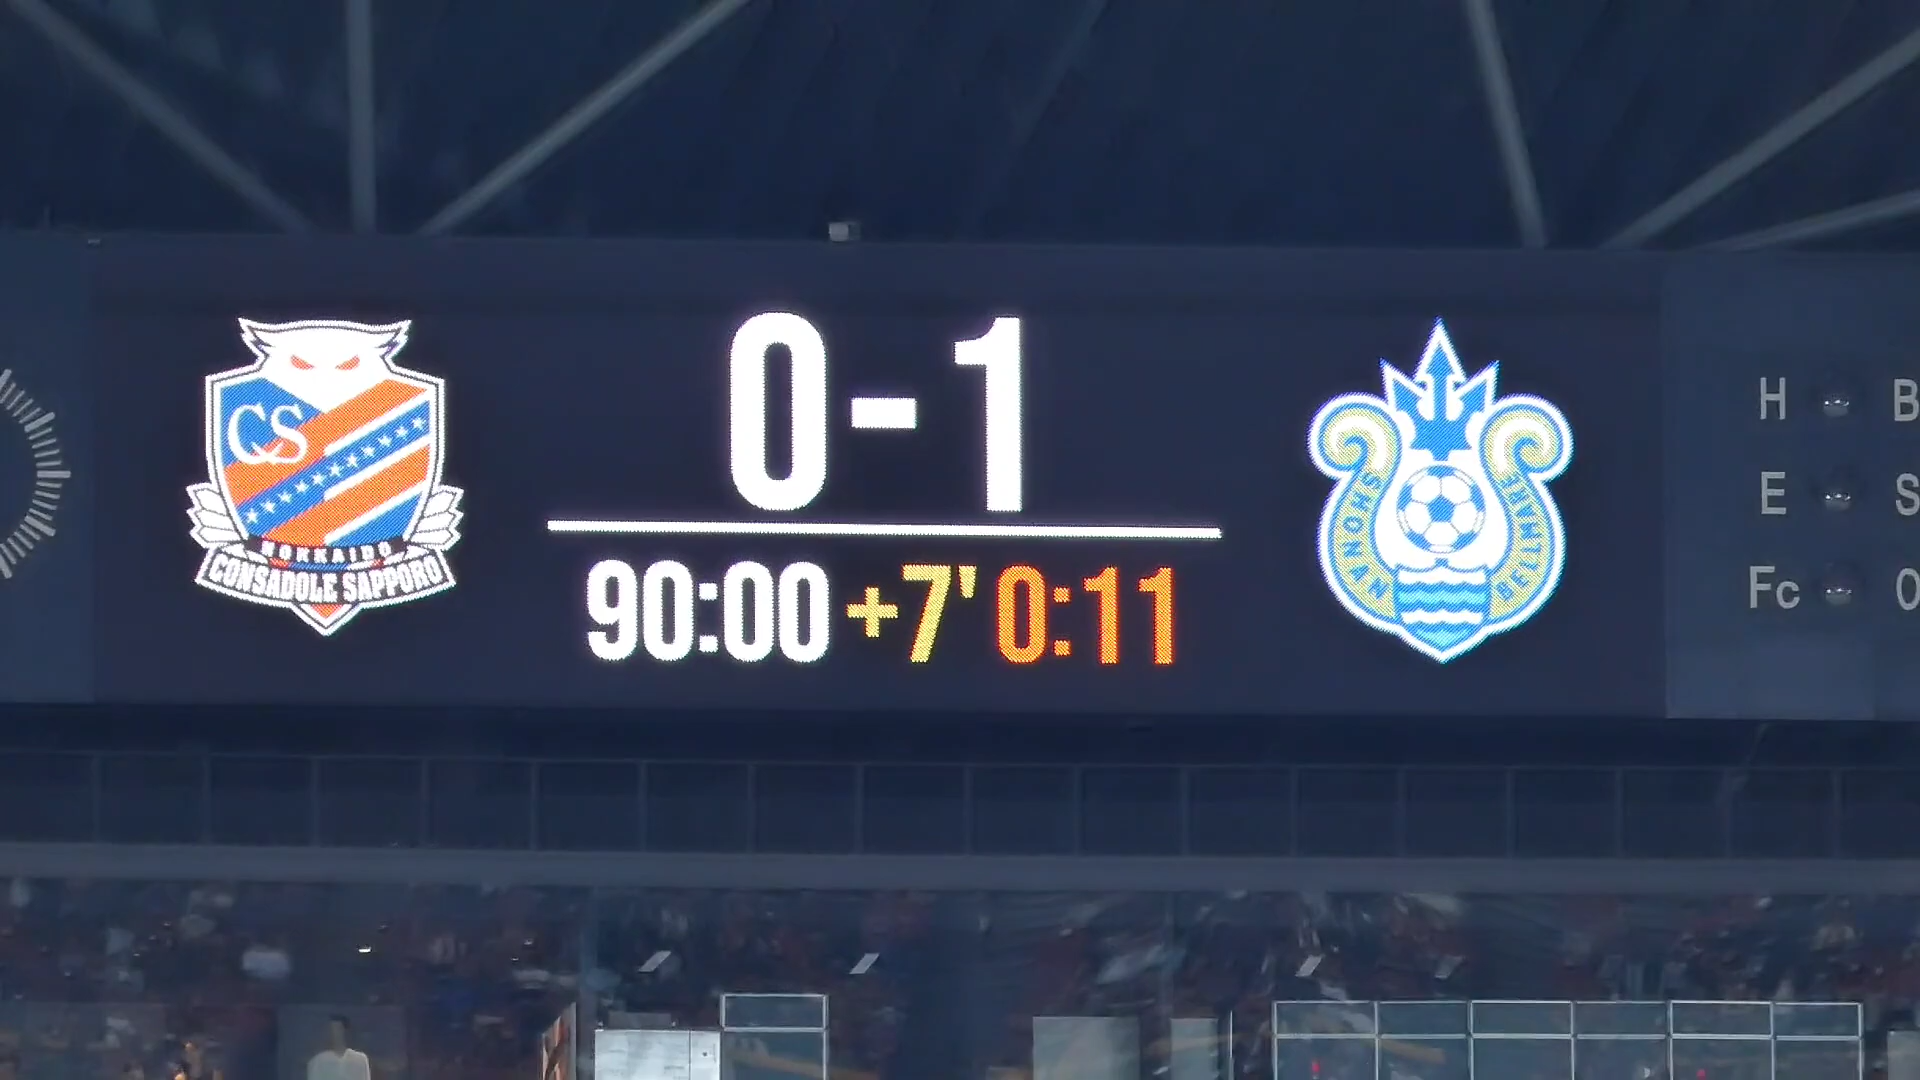 0-1
90:00 +7' 0:11
CS
HOKKAIDO
CONSADOLE SAPPORO
SHONAN BELLMARE
H B
E S
Fc